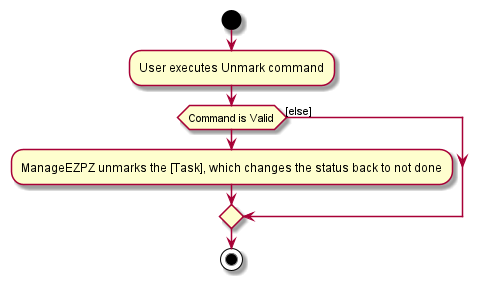 User executes Unmark command
Command is Valid
[else]
ManageEZPZ unmarks the [Task], which changes the status back to not done